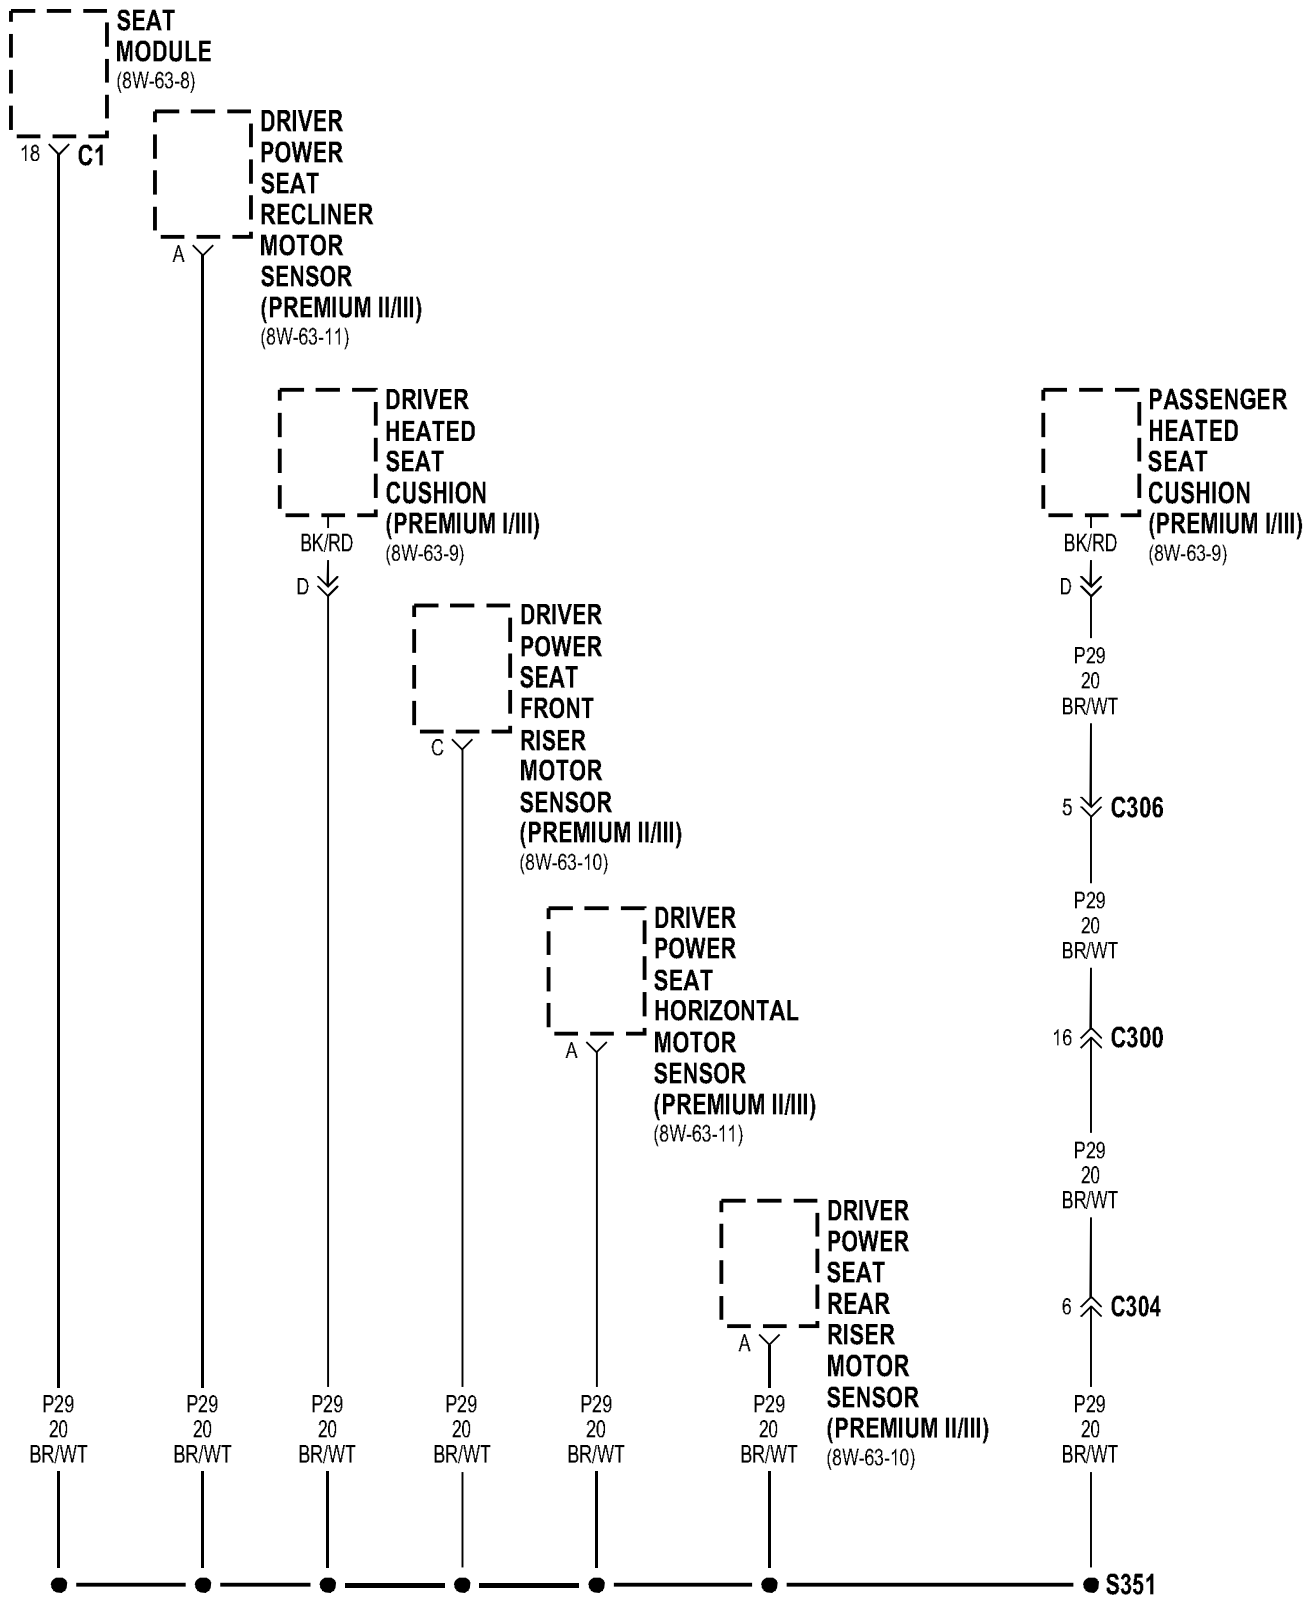 SEAT
MODULE
(8W-63-8)
18
C1
DRIVER
POWER
SEAT
RECLINER
MOTOR
SENSOR
(PREMIUM II/III)
(8W-63-11)
A
DRIVER
HEATED
SEAT
CUSHION
(PREMIUM I/III)
(8W-63-9)
BK/RD
D
PASSENGER
HEATED
SEAT
CUSHION
(PREMIUM I/III)
(8W-63-9)
BK/RD
D
P29
20
BR/WT
5
C306
P29
20
BR/WT
16
C300
P29
20
BR/WT
6
C304
DRIVER
POWER
SEAT
FRONT
RISER
MOTOR
SENSOR
(PREMIUM II/III)
(8W-63-10)
C
DRIVER
POWER
SEAT
HORIZONTAL
MOTOR
SENSOR
(PREMIUM II/III)
(8W-63-11)
A
DRIVER
POWER
SEAT
REAR
RISER
MOTOR
SENSOR
(PREMIUM II/III)
(8W-63-10)
A
P29 P29 P29 P29 P29 P29 P29
20 20 20 20 20 20 20
BR/WT BR/WT BR/WT BR/WT BR/WT BR/WT BR/WT
S351